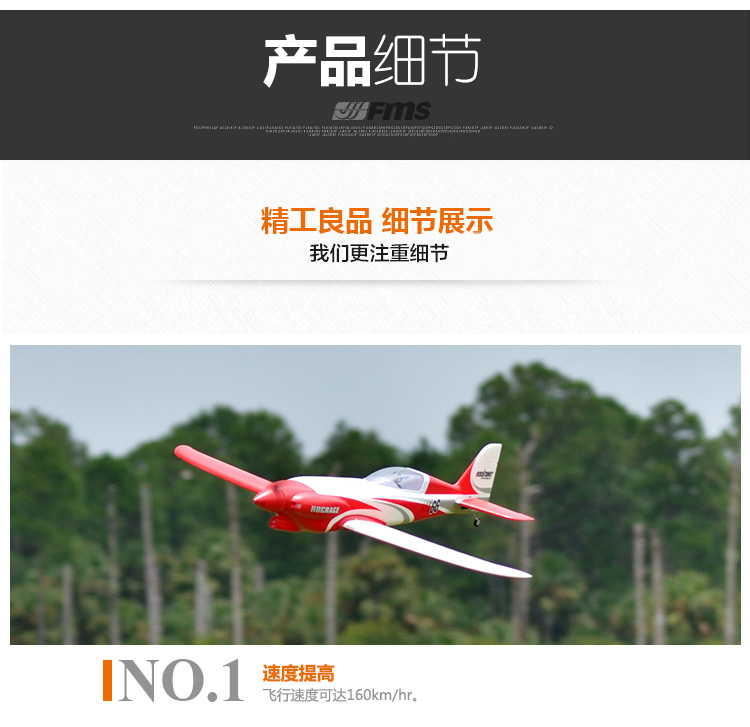 产品细节
Fms
精工良品 细节展示
我们更注重细节
ROCRACE
NO.1
速度提高
飞行速度可达160km/hr。